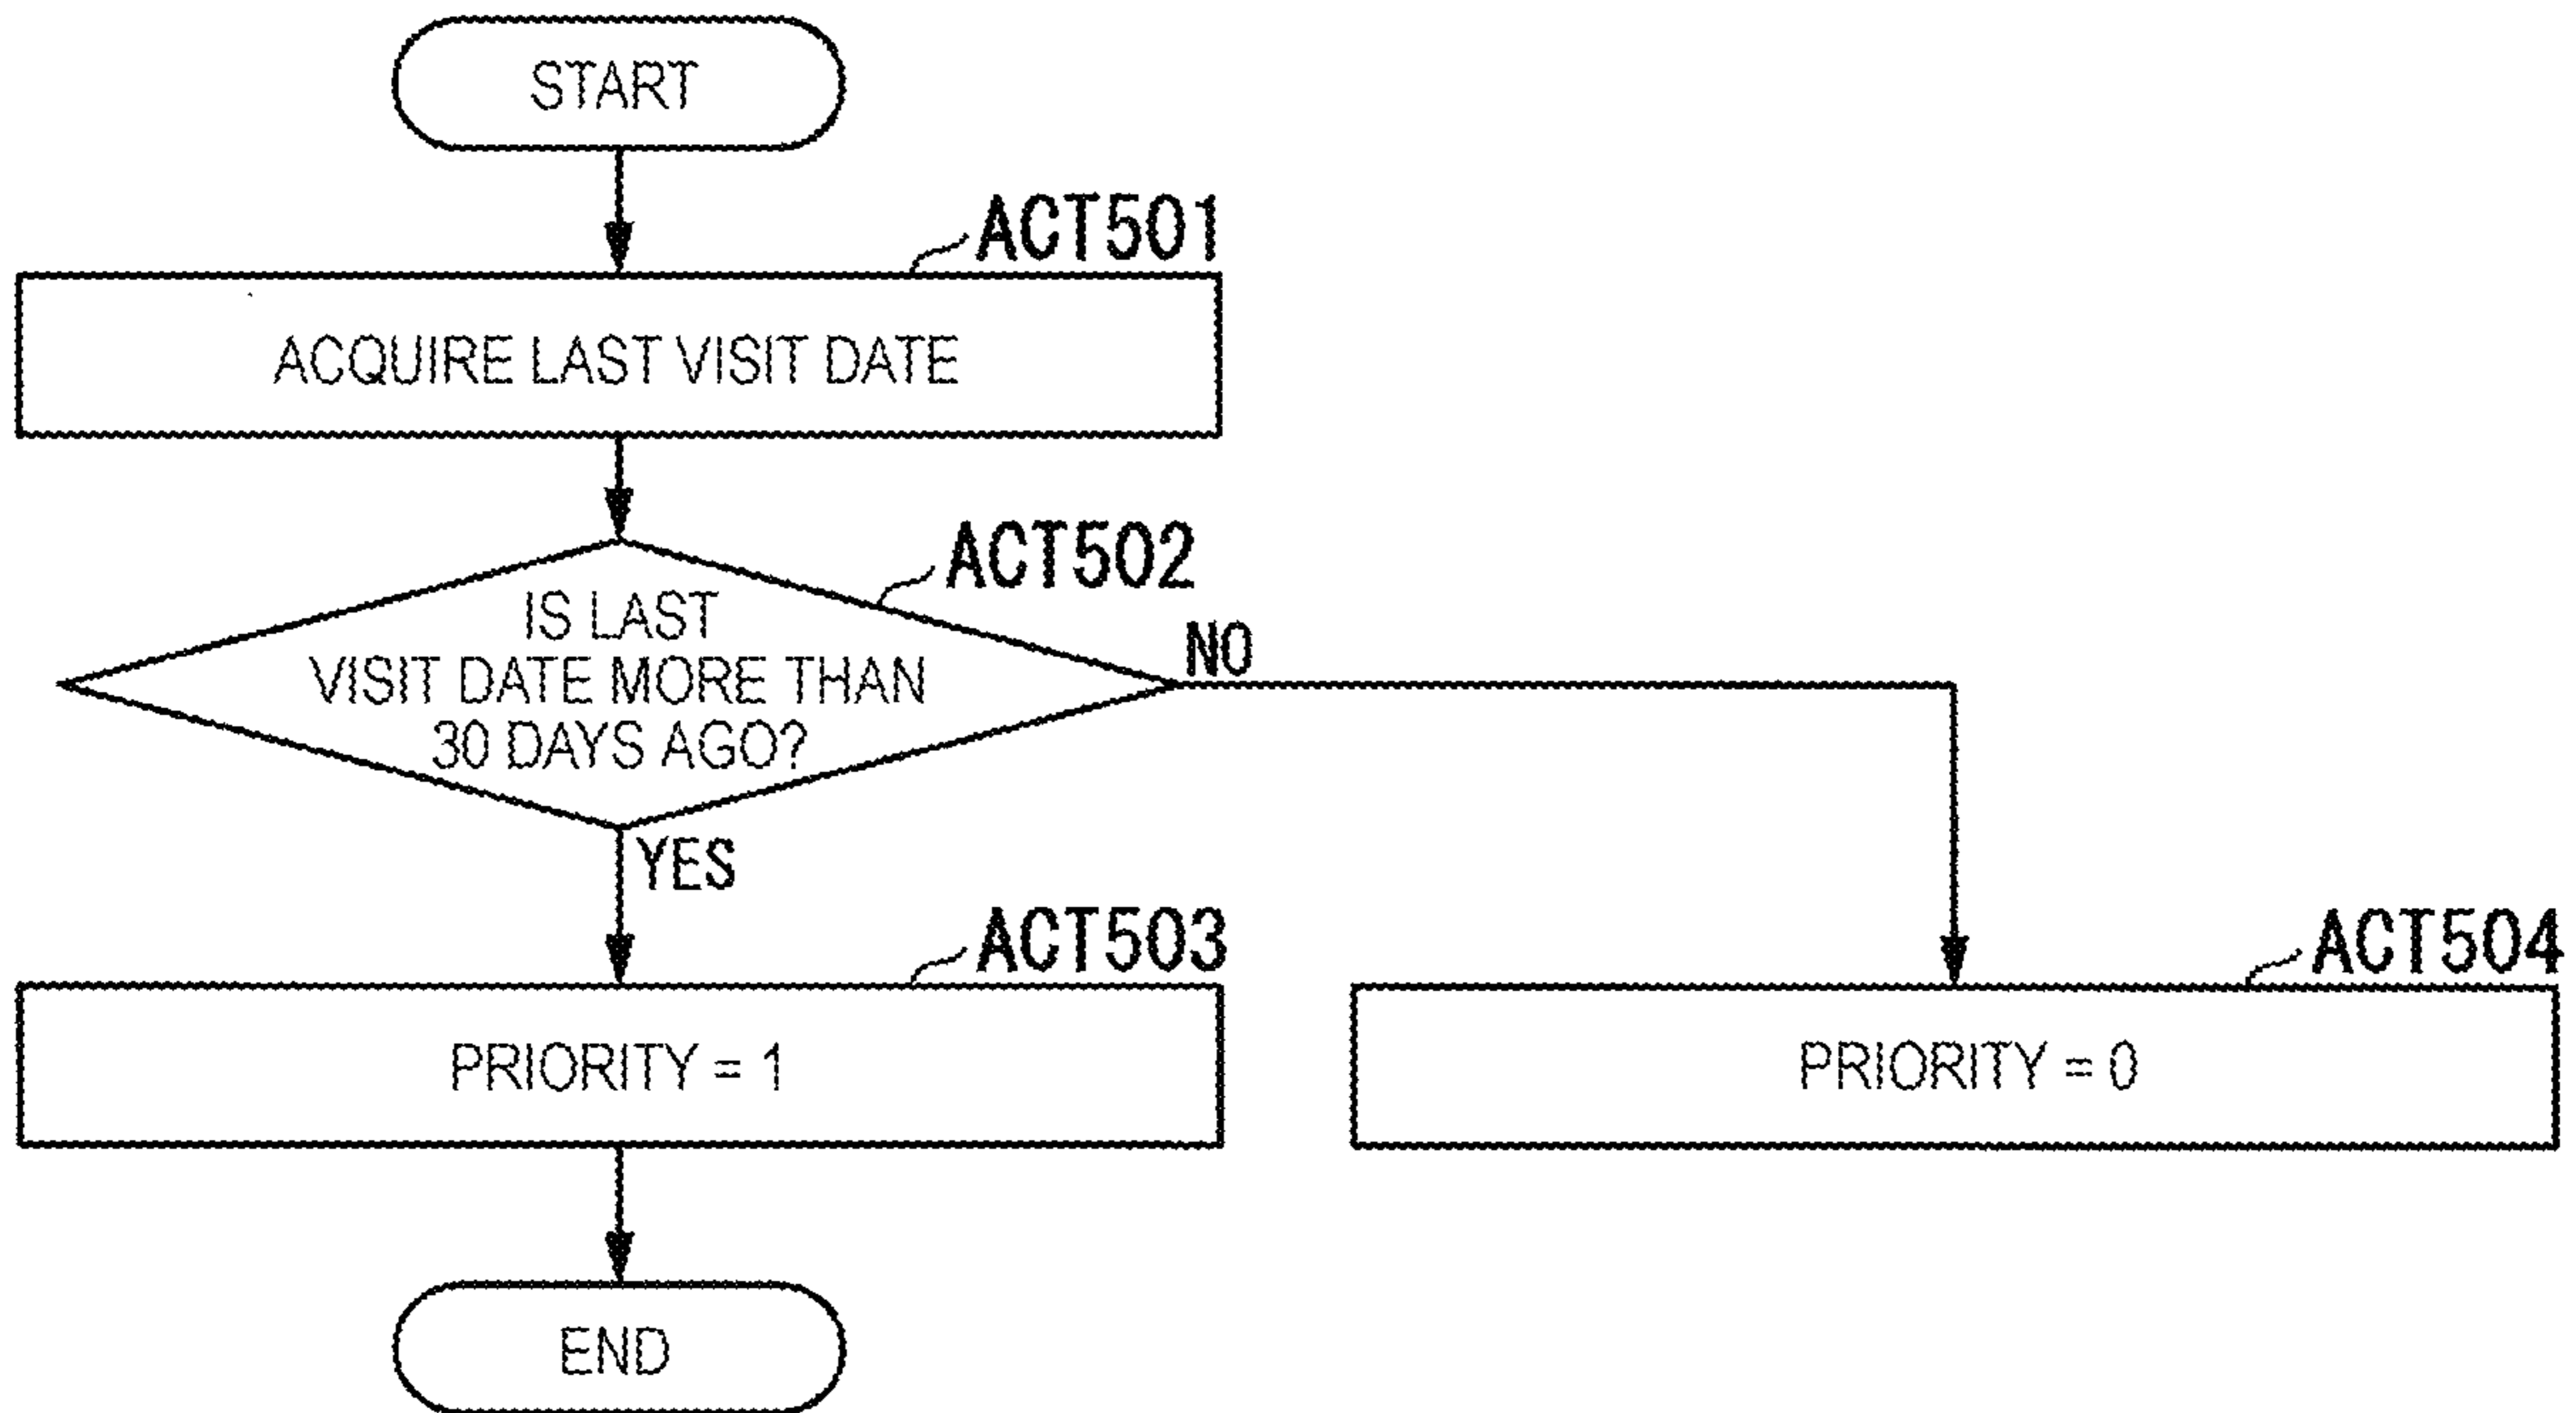 START
ACT501
ACQUIRE LAST VISIT DATE
ACT502
IS LAST
VISIT DATE MORE THAN
30 DAYS AGO?
NO
YES
ACT503
PRIORITY = 1
ACT504
PRIORITY = 0
END